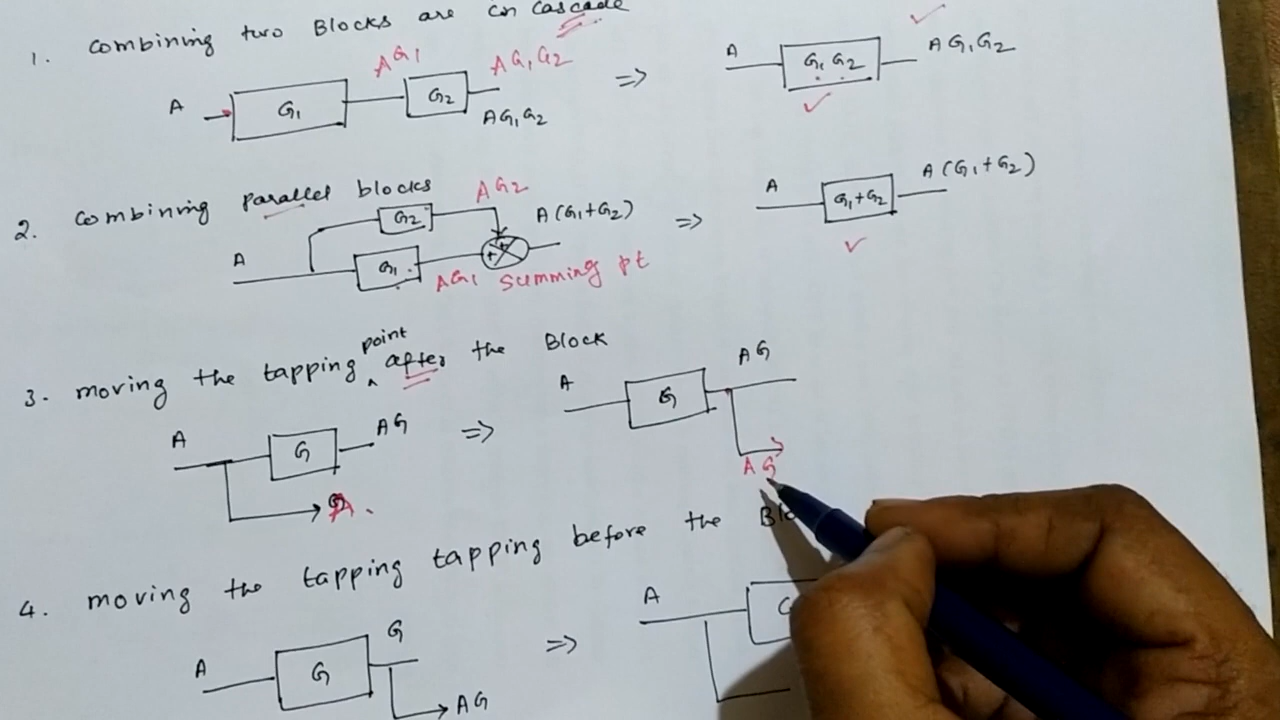 1. Combining two Blocks are in Cascade
A G1 G2 AG1 AG1G2 AG1G2 => A G1 G2 AG1G2
2. Combining parallel blocks
A G2 G1 AG2 AG1 + + A(G1+G2) summing pt => A G1+G2 A(G1+G2)
3. moving the tapping point after the Block
A G AG A. => A G AG AG
4. moving the tapping tapping before the
A G G AG => A